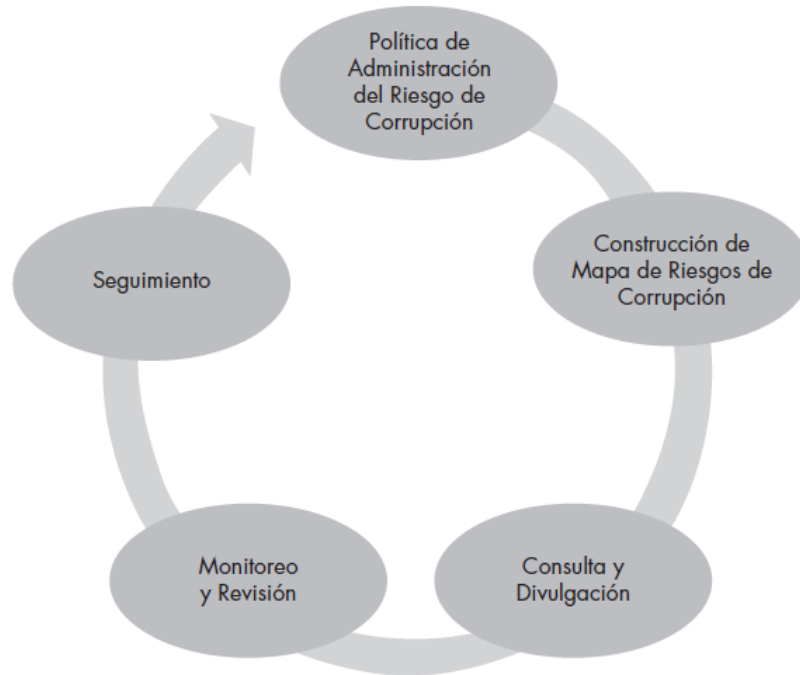 Política de
Administración
del Riesgo de
Corrupción
Construcción de
Mapa de Riesgos de
Corrupción
Consulta y
Divulgación
Monitoreo
y Revisión
Seguimiento